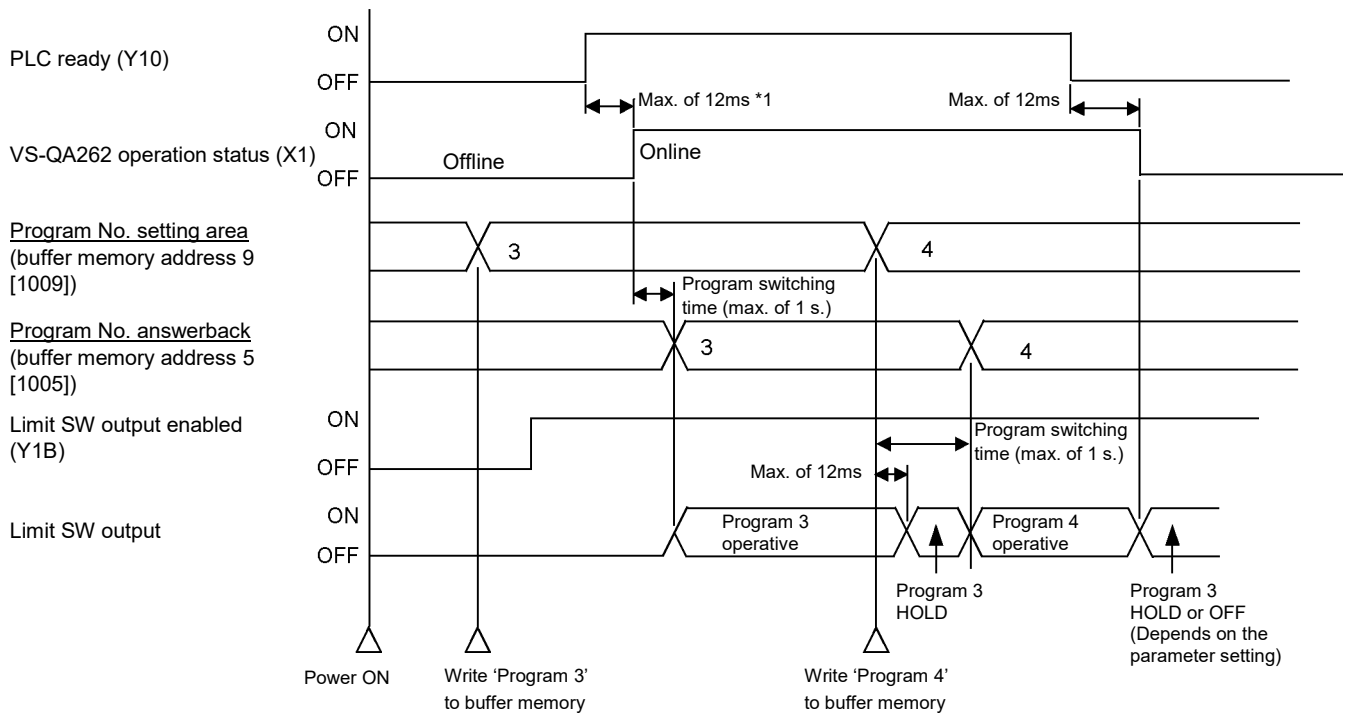 ON
PLC ready (Y10)
OFF
Max. of 12ms *1
Max. of 12ms
ON
VS-QA262 operation status (X1)
Offline
Online
OFF
Program No. setting area
(buffer memory address 9
[1009])
3
4
Program switching
time (max. of 1 s.)
Program No. answerback
(buffer memory address 5
[1005])
3
4
Limit SW output enabled
(Y1B)
ON
OFF
Program switching
time (max. of 1 s.)
Max. of 12ms
Limit SW output
ON
OFF
Program 3
operative
Program 4
operative
Program 3
HOLD
Program 3
HOLD or OFF
(Depends on the
parameter setting)
Power ON
Write ‘Program 3’
to buffer memory
Write ‘Program 4’
to buffer memory